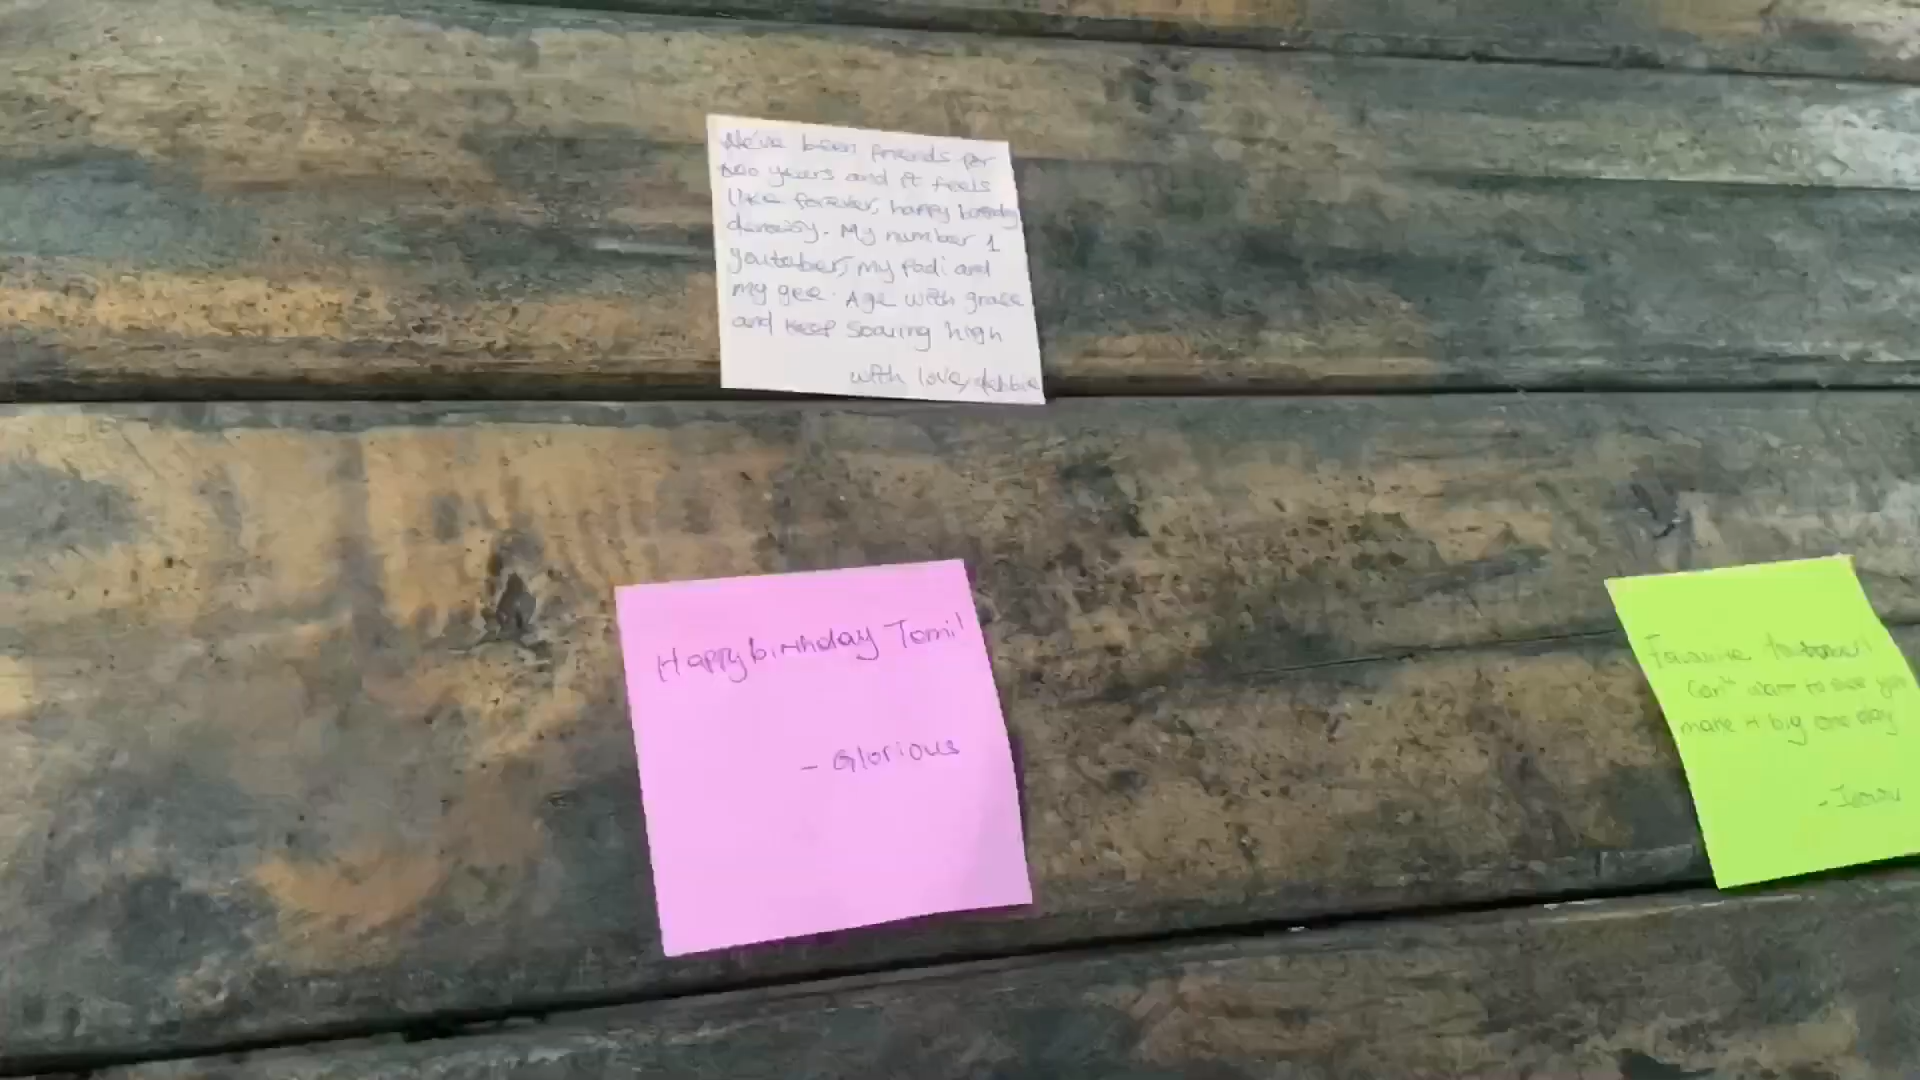 We've been friends for
two years and it feels
like forever, happy
My number 1
youtuber, my padi and
my gee. Age with grace
and keep soaring high
with love, debbie
Happy birthday Tomi!
- Glorious
Favourite
Can't wait to see you
make it big one day